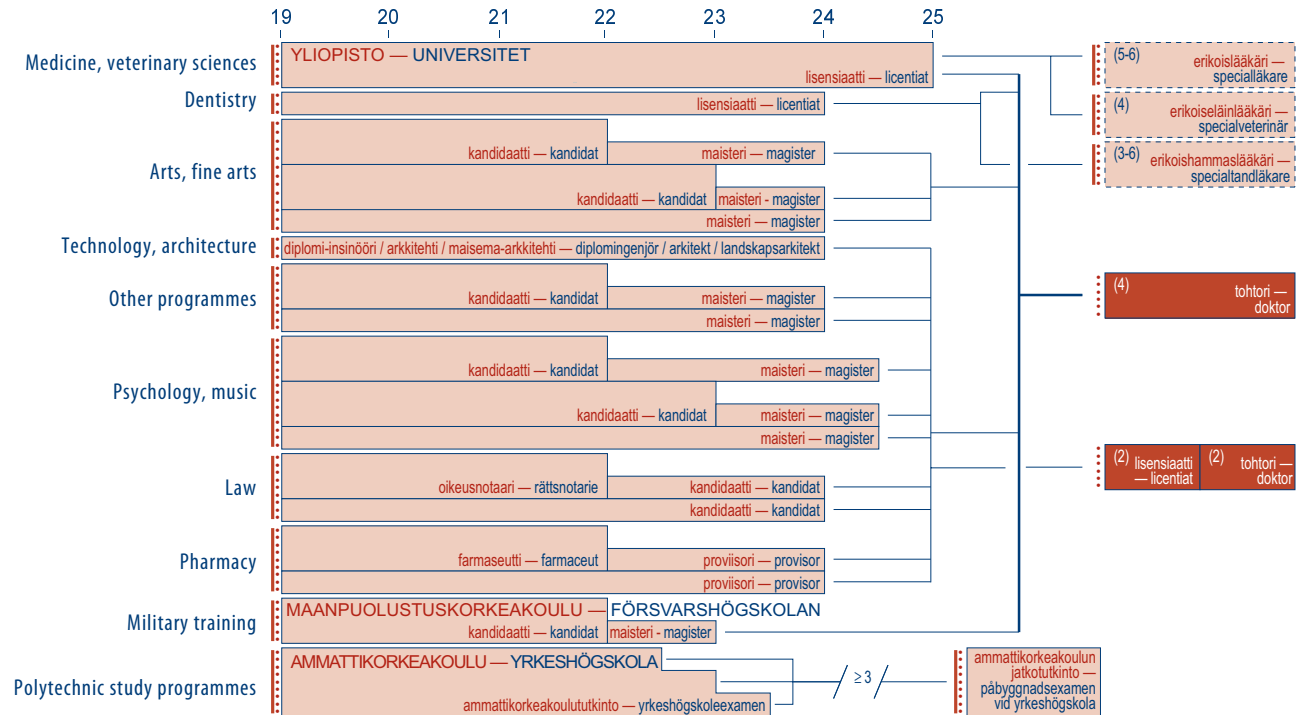 19 20 21 22 23 24 25
Medicine, veterinary sciences
YLIOPISTO — UNIVERSITET
lisensiaatti — licentiat
(5-6) erikoislääkäri —
specialläkare
Dentistry
lisensiaatti — licentiat
(4) erikoiseläinlääkäri —
specialveterinär
Arts, fine arts
kandidaatti — kandidat
maisteri — magister
(3-6) erikoishammaslääkäri —
specialtandläkare
kandidaatti — kandidat
maisteri - magister
maisteri — magister
Technology, architecture
diplomi-insinööri / arkkitehti / maisema-arkkitehti — diplomingenjör / arkitekt / landskapsarkitekt
Other programmes
kandidaatti — kandidat
maisteri — magister
maisteri — magister
(4) tohtori —
doktor
Psychology, music
kandidaatti — kandidat
maisteri — magister
kandidaatti — kandidat
maisteri — magister
maisteri — magister
(2) lisensiaatti
— licentiat
(2) tohtori —
doktor
Law
oikeusnotaari — rättsnotarie
kandidaatti — kandidat
kandidaatti — kandidat
Pharmacy
farmaseutti — farmaceut
proviisori — provisor
proviisori — provisor
Military training
MAANPUOLUSTUSKORKEAKOULU — FÖRSVARSHÖGSKOLAN
kandidaatti — kandidat
maisteri - magister
Polytechnic study programmes
AMMATTIKORKEAKOULU — YRKESHÖGSKOLA
ammattikorkeakoulututkinto — yrkeshögskoleexamen
≥ 3
ammattikorkeakoulun
jatkotutkinto —
påbyggnadsexamen
vid yrkeshögskola